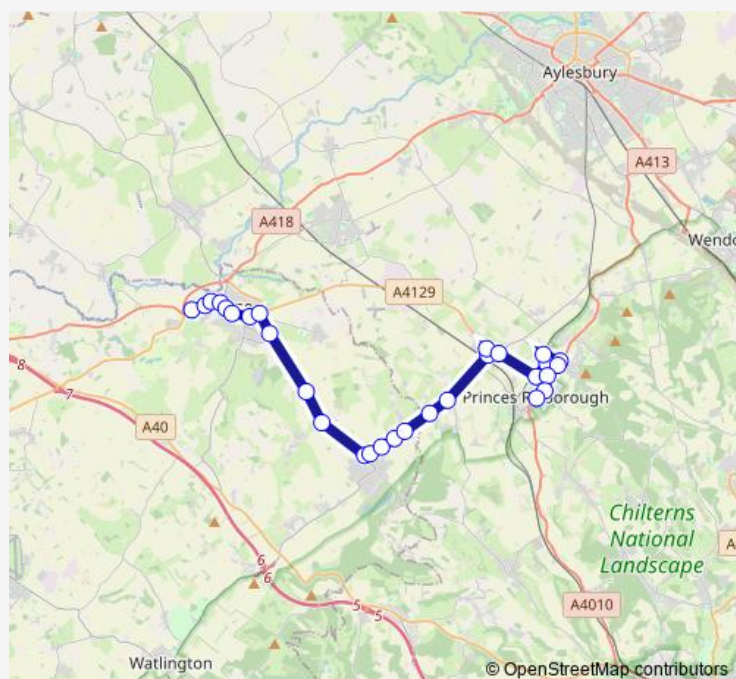 Aylesbury
A413
Wendo
A418
A4129
8
7
A40
Princes R
borough
Chilterns
National
Landscape
A
6
6
5
5
A4010
Watlington
© OpenStreetMap contributors